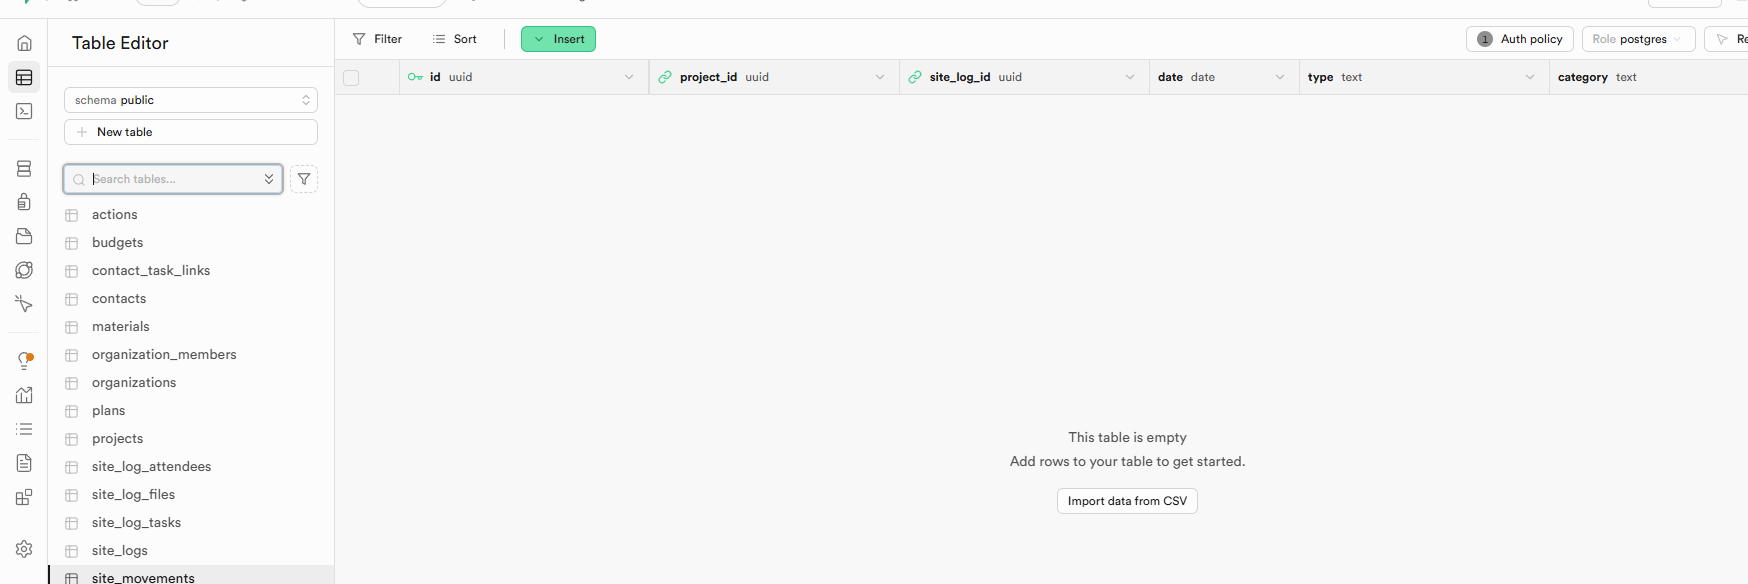 Table Editor
schema public
New table
Search tables...
actions
budgets
contact_task_links
contacts
materials
organization_members
organizations
plans
projects
site_log_attendees
site_log_files
site_log_tasks
site_logs
site_movements
Filter Sort Insert 1 Auth policy Role postgres Re
id uuid project_id uuid site_log_id uuid date date type text category text
This table is empty
Add rows to your table to get started.
Import data from CSV